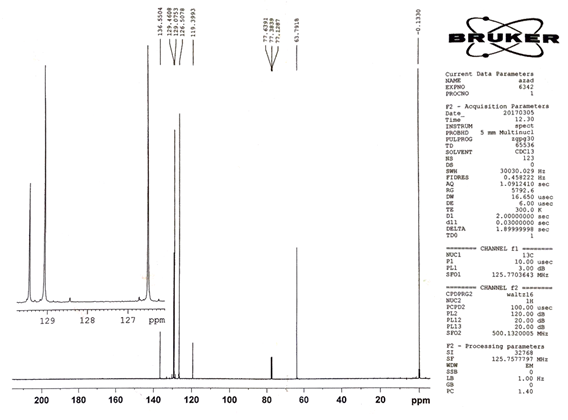 136.5504
129.4608
129.0753
126.5078
119.3993
77.6391
77.3838
77.1287
63.7918
-0.1330
BRUKER
Current Data Parameters
NAME azad
EXPNO 6342
PROCNO 1
F2 - Acquisition Parameters
Date_ 20170305
Time 12.30
INSTRUM spect
PROBHD 5 mm Multinucl
PULPROG zgpg30
TD 65536
SOLVENT CDCl3
NS 123
DS 0
SWH 30030.029 Hz
FIDRES 0.458222 Hz
AQ 1.0912410 sec
RG 5792.6
DW 16.650 usec
DE 6.00 usec
TE 300.0 K
D1 2.00000000 sec
d11 0.03000000 sec
DELTA 1.89999998 sec
TD0 1
======== CHANNEL f1 ========
NUC1 13C
P1 10.00 usec
PL1 3.00 dB
SFO1 125.7703643 MHz
======== CHANNEL f2 ========
CPDPRG2 waltz16
NUC2 1H
PCPD2 100.00 usec
PL2 120.00 dB
PL12 20.00 dB
PL13 20.00 dB
SFO2 500.1320005 MHz
F2 - Processing parameters
SI 32768
SF 125.7577797 MHz
WDW EM
SSB 0
LB 1.00 Hz
GB 0
PC 1.40
129 128 127 ppm
200 180 160 140 120 100 80 60 40 20 ppm